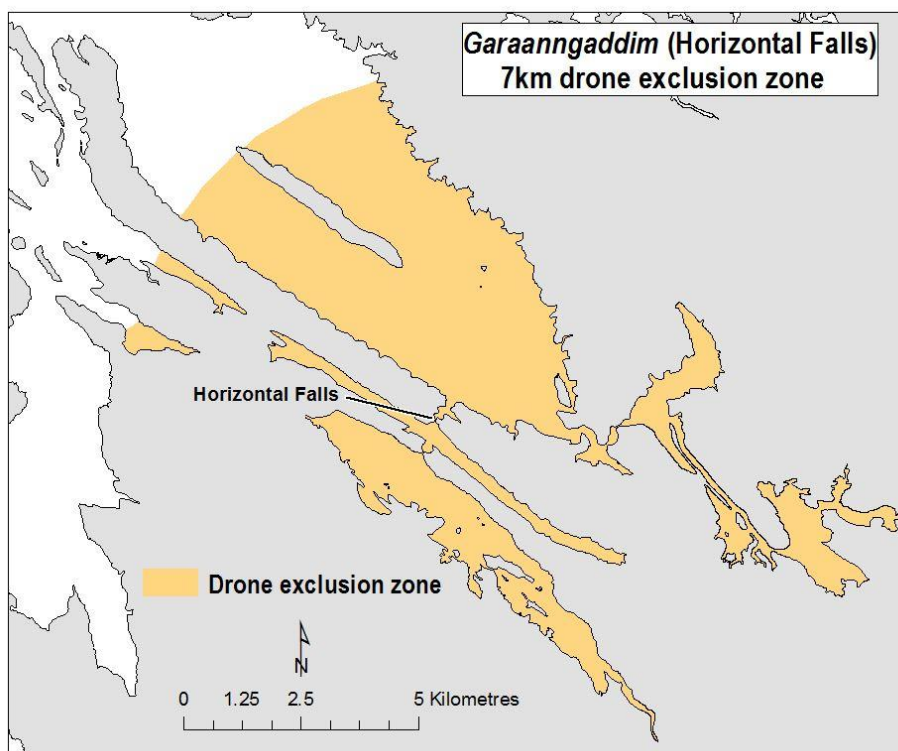 Garaanngaddim (Horizontal Falls)
7km drone exclusion zone
Horizontal Falls
Drone exclusion zone
N
0 1.25 2.5 5 Kilometres